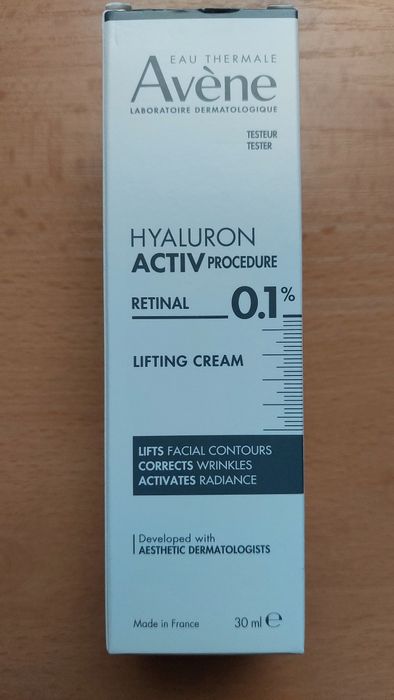 EAU THERMALE
Avène
LABORATOIRE DERMATOLOGIQUE
TESTEUR
TESTER
HYALURON
ACTIV PROCEDURE
RETINAL 0.1%
LIFTING CREAM
LIFTS FACIAL CONTOURS
CORRECTS WRINKLES
ACTIVATES RADIANCE
Developed with
AESTHETIC DERMATOLOGISTS
Made in France 30 ml ℮